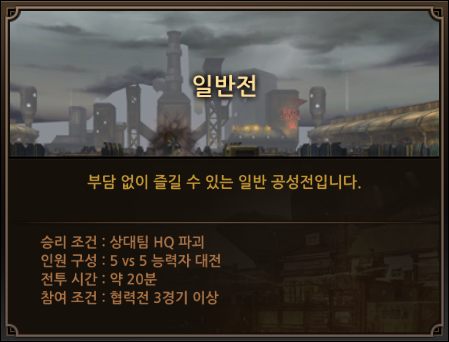 일반전
부담 없이 즐길 수 있는 일반 공성전입니다.
승리 조건 : 상대팀 HQ 파괴
인원 구성 : 5 vs 5 능력자 대전
전투 시간 : 약 20분
참여 조건 : 협력전 3경기 이상